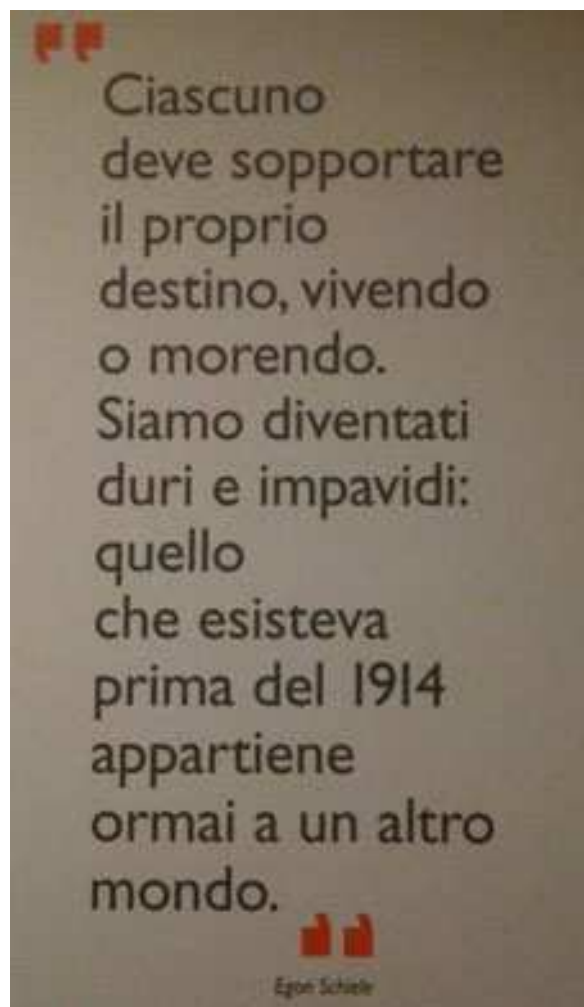 "
Ciascuno
deve sopportare
il proprio
destino, vivendo
o morendo.
Siamo diventati
duri e impavidi:
quello
che esisteva
prima del 1914
appartiene
ormai a un altro
mondo.
"
Egon Schiele